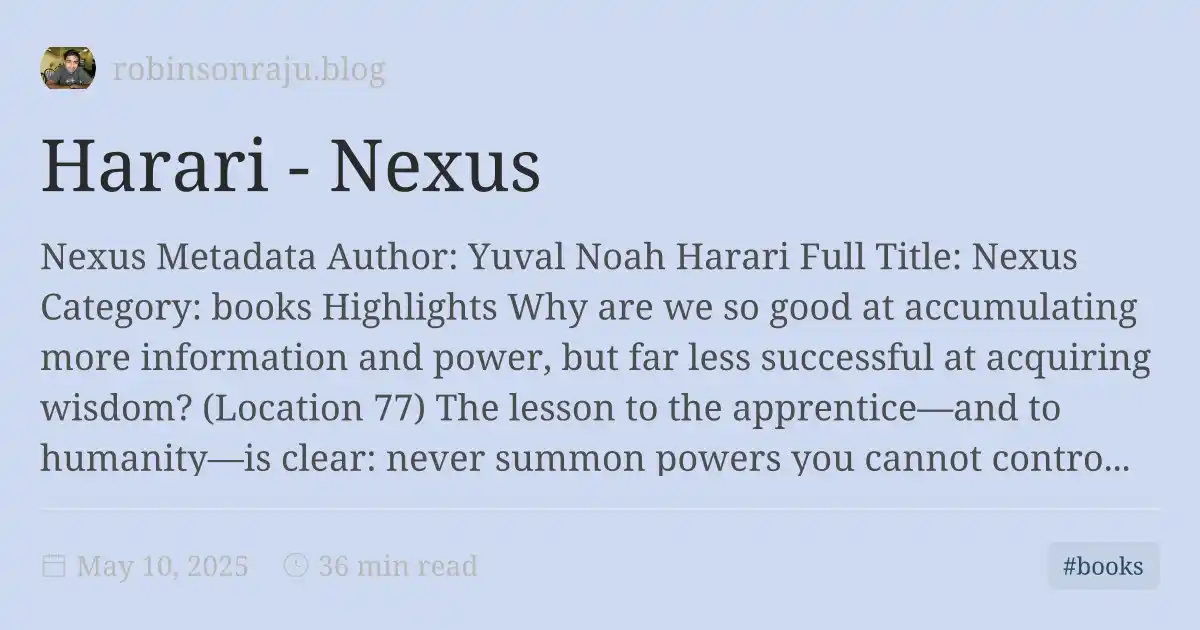 robinsonraju.blog
Harari - Nexus
Nexus Metadata Author: Yuval Noah Harari Full Title: Nexus
Category: books Highlights Why are we so good at accumulating
more information and power, but far less successful at acquiring
wisdom? (Location 77) The lesson to the apprentice—and to
humanity—is clear: never summon powers you cannot contro...
May 10, 2025 36 min read
#books